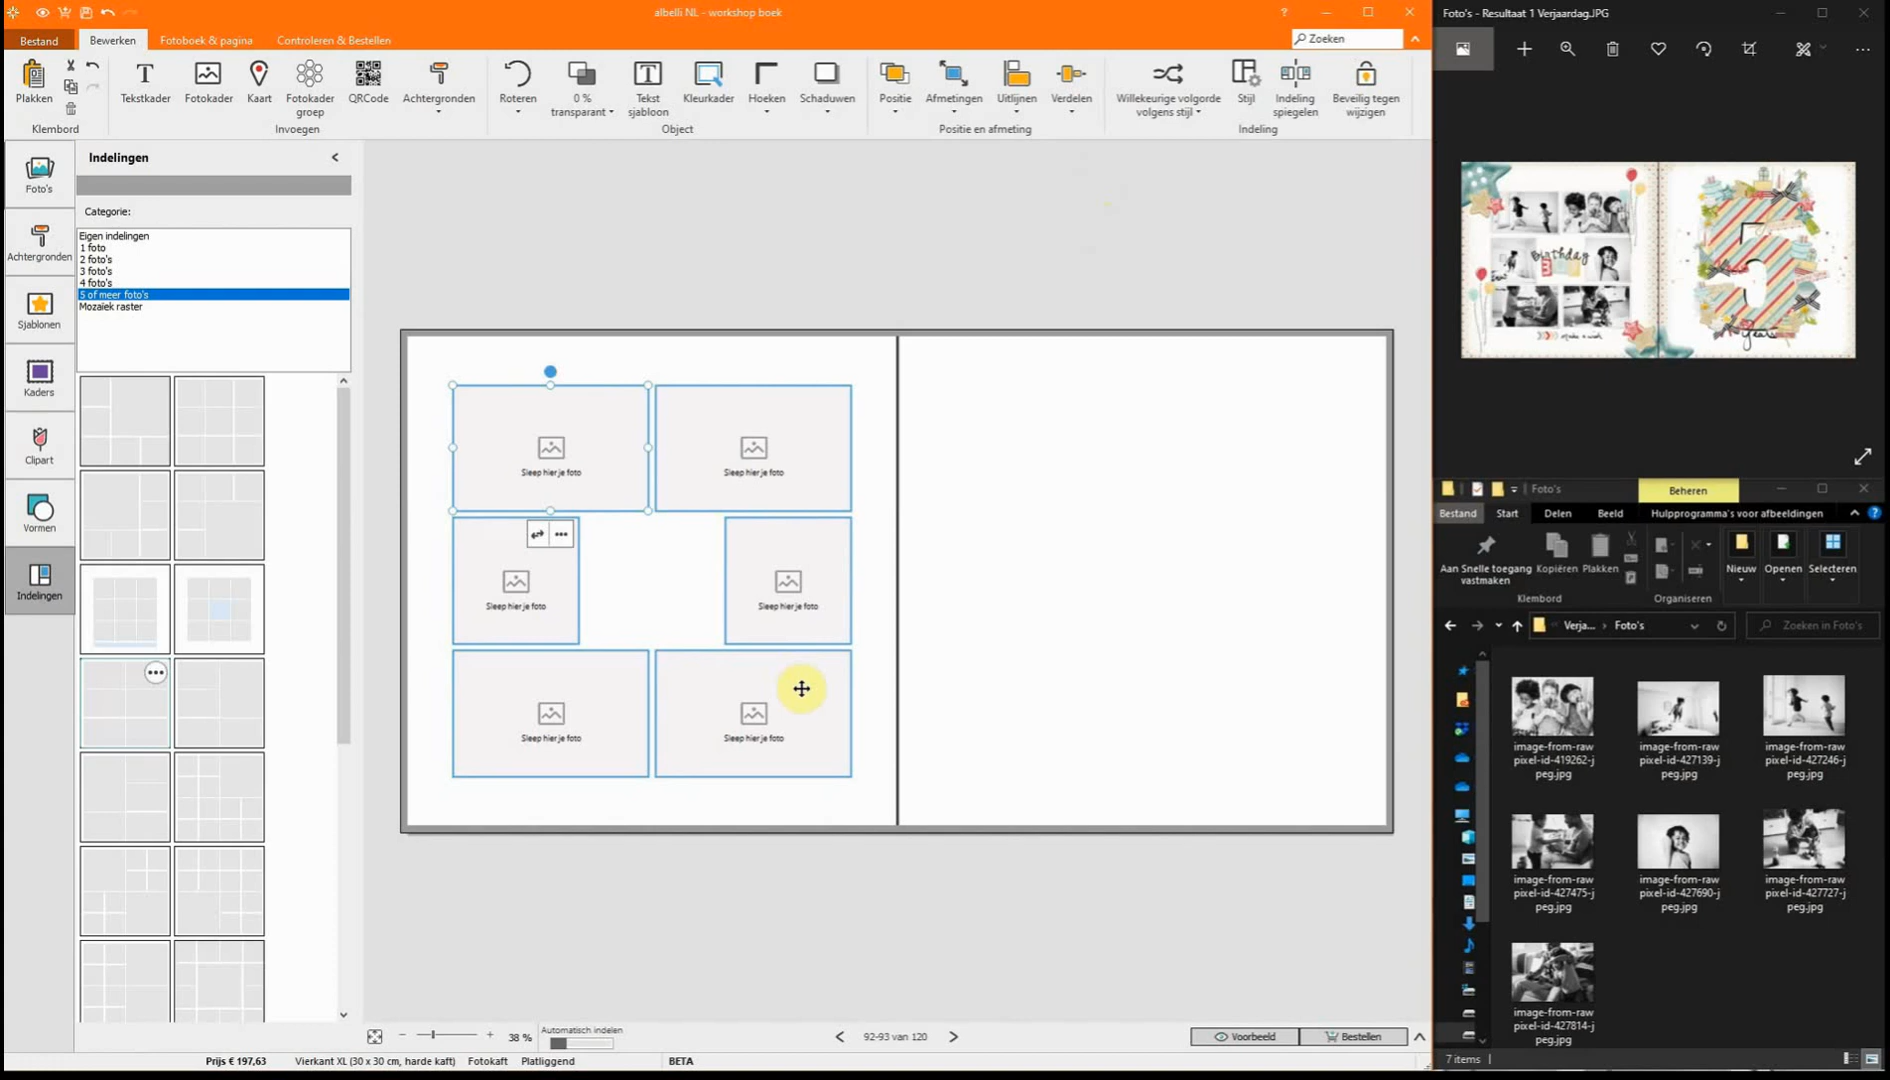 albelli NL - workshop boek
?
Bestand
Bewerken
Fotoboek & pagina
Controleren & Bestellen
Zoeken
Plakken
Tekstkader
Fotokader
Kaart
Fotokader
groep
QRCode
Achtergronden
Roteren
0 %
transparant
Tekst
sjabloon
Kleurkader
Hoeken
Schaduwen
Positie
Afmetingen
Uitlijnen
Verdelen
Willekeurige volgorde
volgens stijl
Stijl
Indeling
spiegelen
Beveilig tegen
wijzigen
Klembord
Invoegen
Object
Positie en afmeting
Indeling
Foto's
Achtergronden
Sjablonen
Kaders
Clipart
Vormen
Indelingen
Indelingen
Categorie:
Eigen indelingen
1 foto
2 foto's
3 foto's
4 foto's
5 of meer foto's
Mozaïek raster
Sleep hier je foto
Sleep hier je foto
Sleep hier je foto
Sleep hier je foto
Sleep hier je foto
Sleep hier je foto
38 %
Automatisch indelen
92-93 van 120
Voorbeeld
Bestellen
Prijs € 197,63
Vierkant XL (30 x 30 cm, harde kaft)
Fotokaft
Platliggend
BETA
Foto's - Resultaat 1 Verjaardag.JPG
Birthday
5
make a wish
Years
Foto's
Beheren
Bestand
Start
Delen
Beeld
Hulpprogramma's voor afbeeldingen
Aan Snelle toegang
vastmaken
Kopiëren
Plakken
Nieuw
Openen
Selecteren
Klembord
Organiseren
Verja...
Foto's
Zoeken in Foto's
image-from-raw
pixel-id-419262-j
peg.jpg
image-from-raw
pixel-id-427139-j
peg.jpg
image-from-raw
pixel-id-427246-j
peg.jpg
image-from-raw
pixel-id-427475-j
peg.jpg
image-from-raw
pixel-id-427690-j
peg.jpg
image-from-raw
pixel-id-427727-j
peg.jpg
image-from-raw
pixel-id-427814-j
peg.jpg
7 items